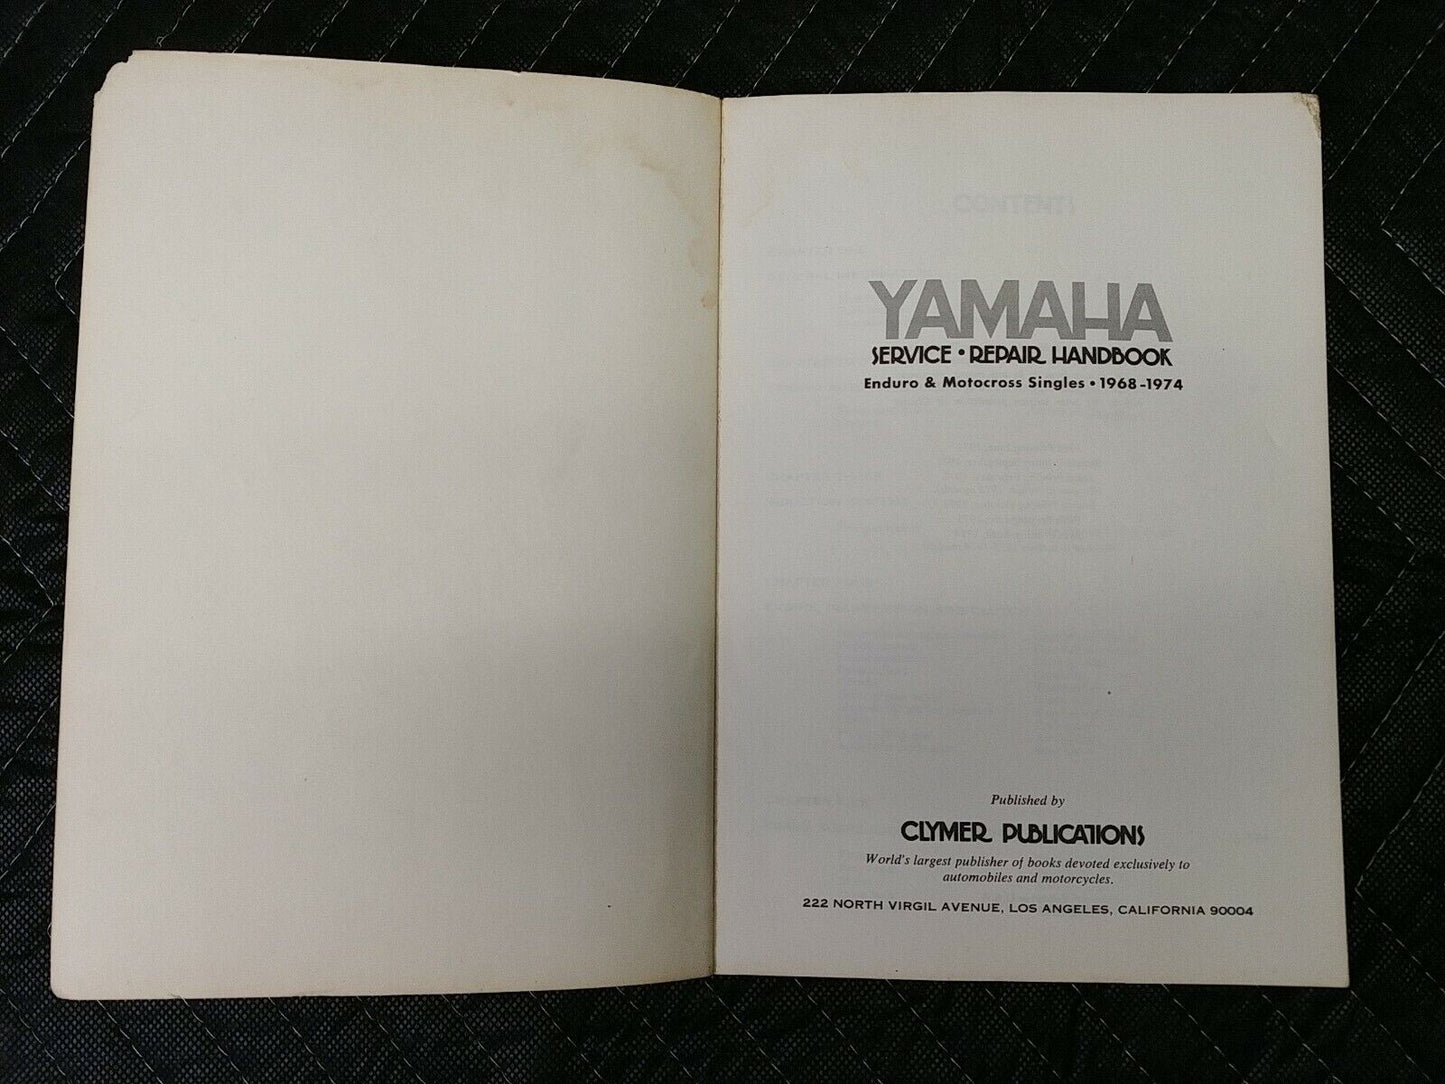 YAMAHA
SERVICE • REPAIR HANDBOOK
Enduro & Motocross Singles • 1968-1974
Published by
CLYMER PUBLICATIONS
World's largest publisher of books devoted exclusively to
automobiles and motorcycles.
222 NORTH VIRGIL AVENUE, LOS ANGELES, CALIFORNIA 90004